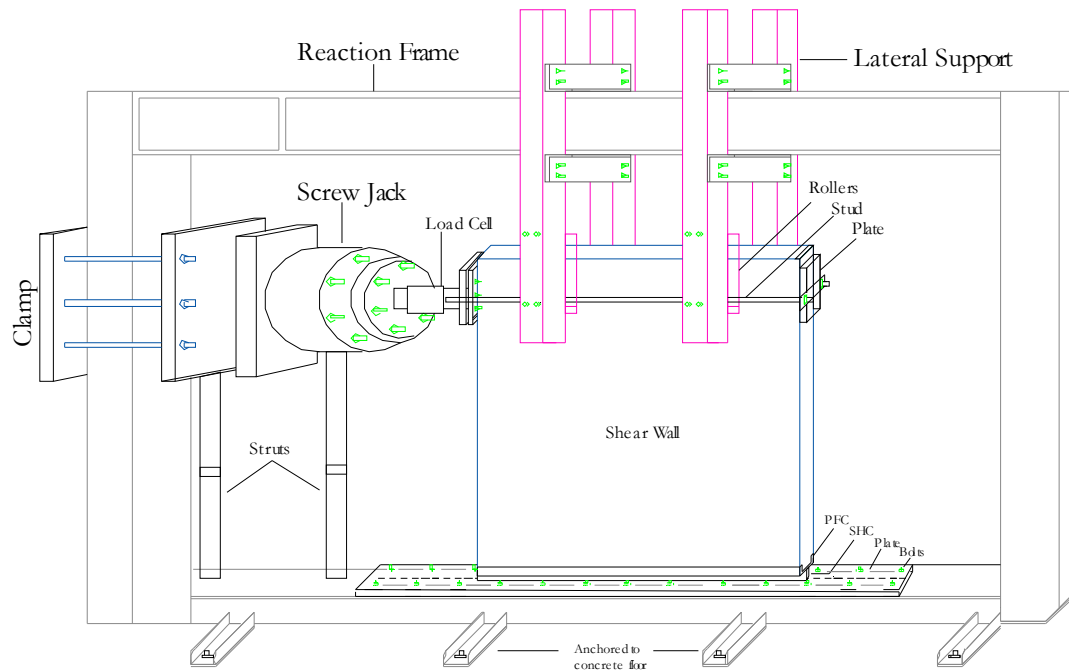 Reaction Frame
Lateral Support
Screw Jack
Rollers
Stud
Plate
Load Cell
Clamp
Shear Wall
Struts
PFC
SHC
Plate
Bolts
Anchored to
concrete floor